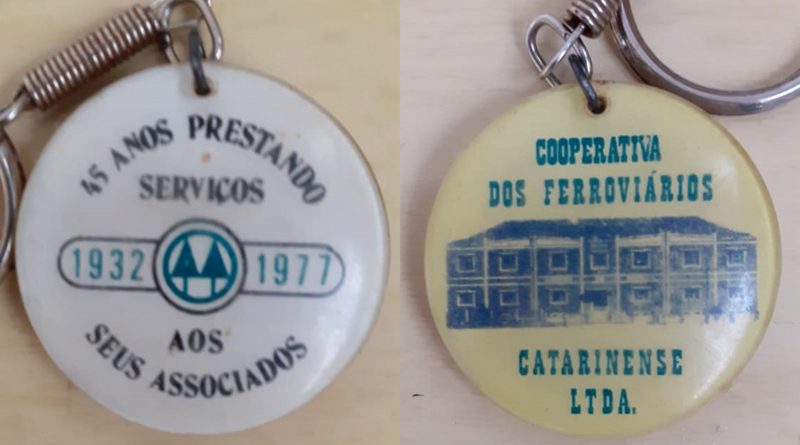 45 ANOS PRESTANDO
SERVIÇOS
1932 1977
AOS
SEUS ASSOCIADOS
COOPERATIVA
DOS FERROVIÁRIOS
CATARINENSE
LTDA.